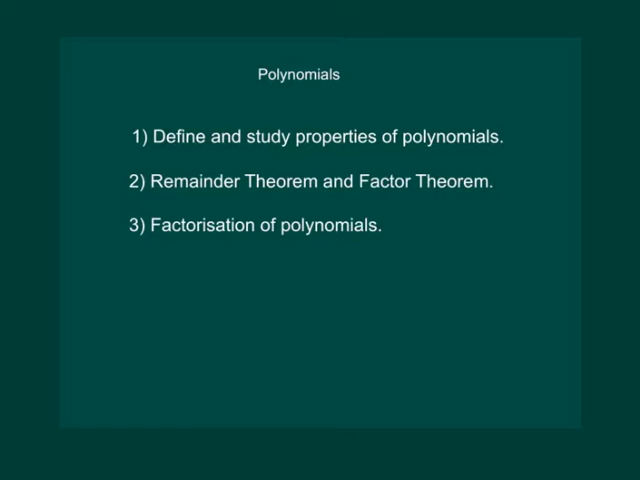 Polynomials
1) Define and study properties of polynomials.
2) Remainder Theorem and Factor Theorem.
3) Factorisation of polynomials.